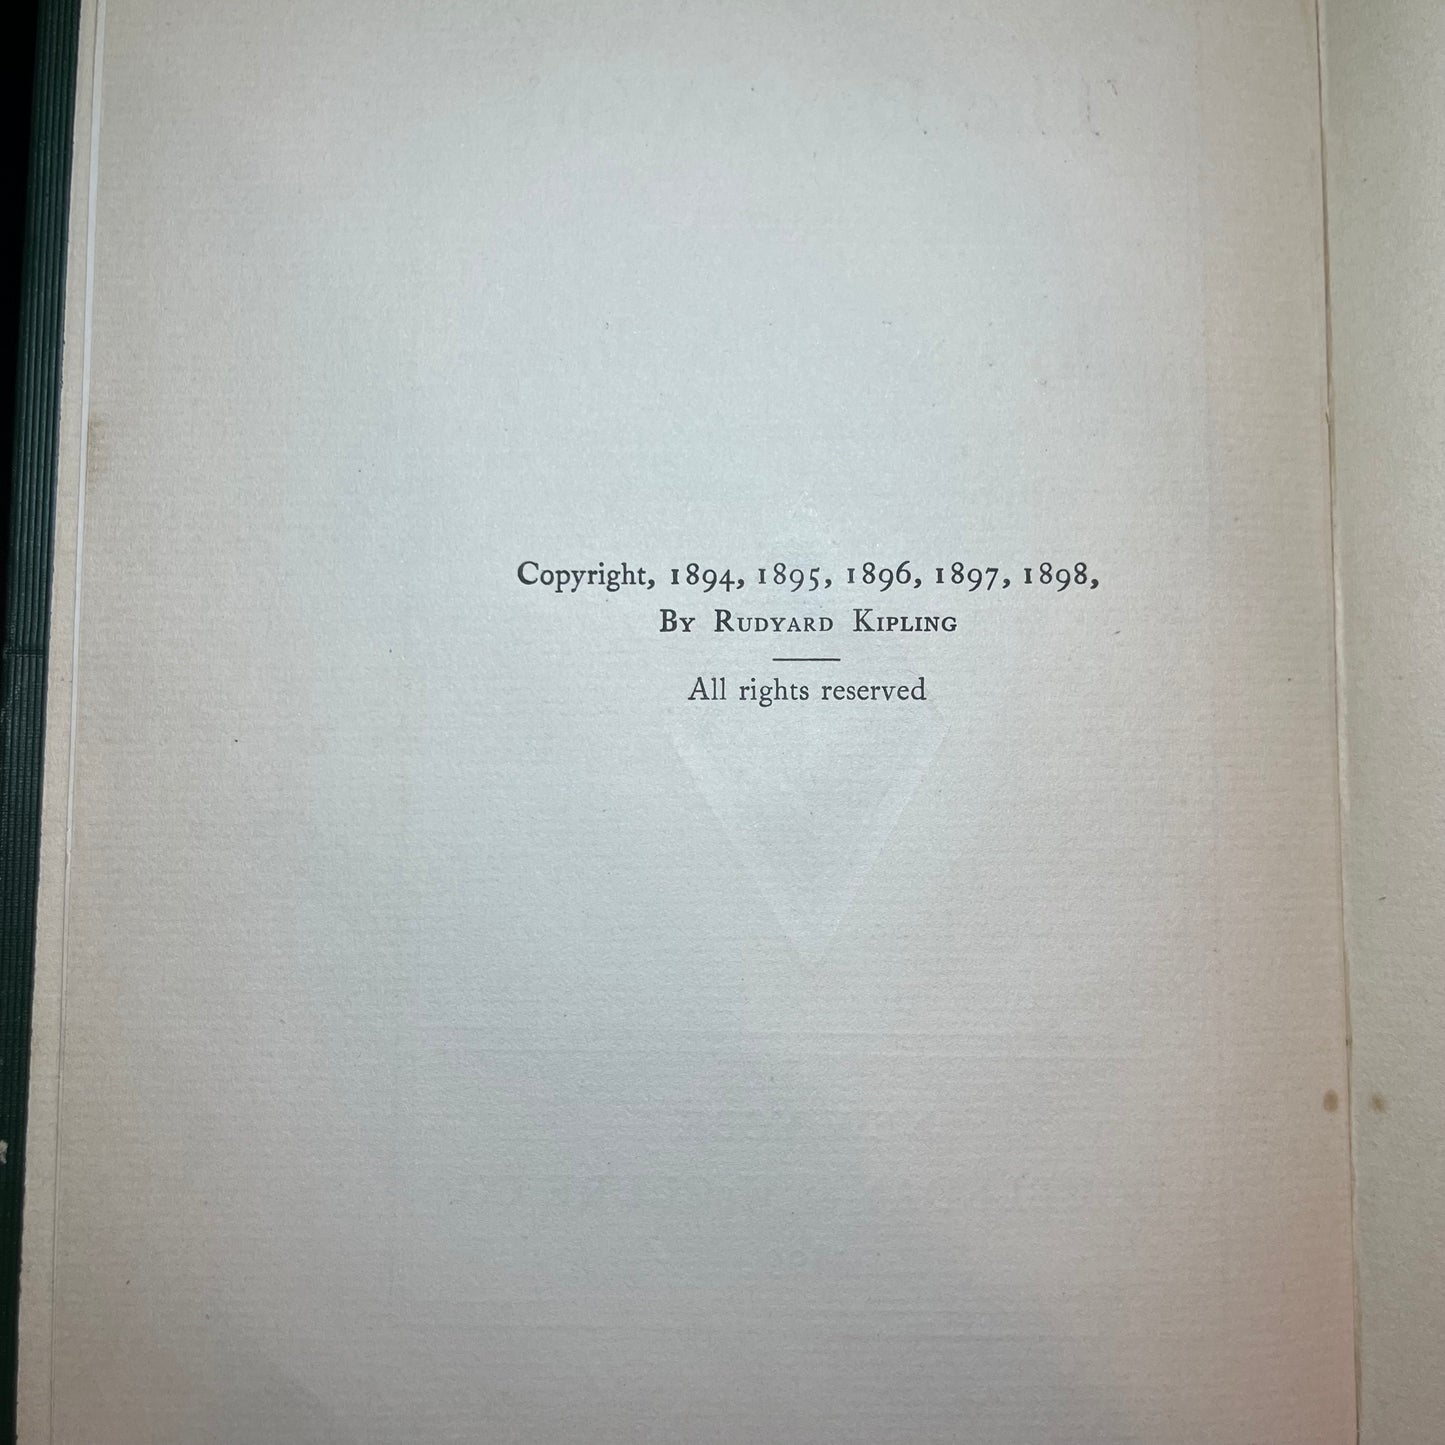 Copyright, 1894, 1895, 1896, 1897, 1898,
By Rudyard Kipling
All rights reserved